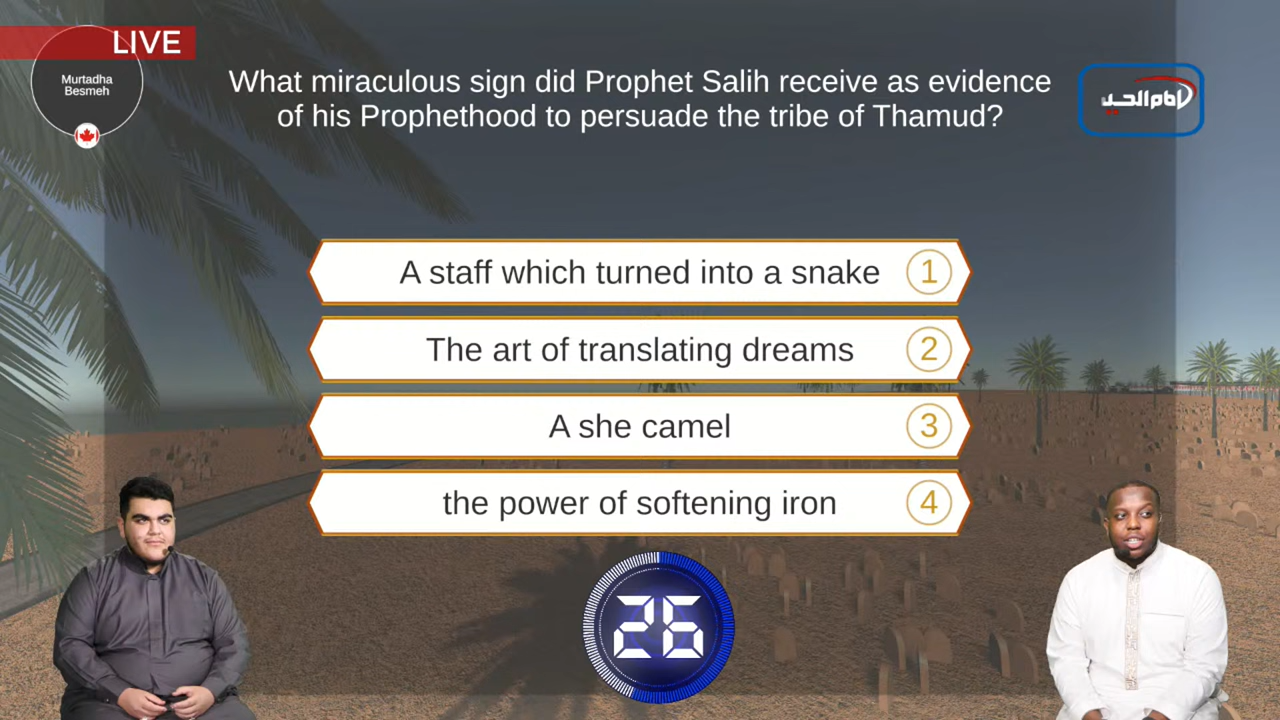 LIVE
Murtadha
Besmeh
What miraculous sign did Prophet Salih receive as evidence
of his Prophethood to persuade the tribe of Thamud?
A staff which turned into a snake 1
The art of translating dreams 2
A she camel 3
the power of softening iron 4
26